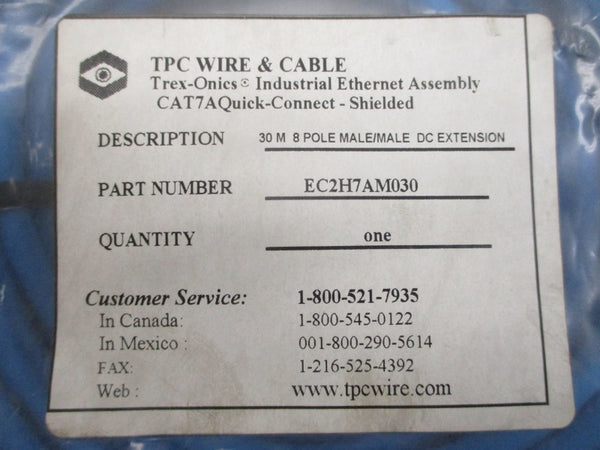 TPC WIRE & CABLE
Trex-Onics® Industrial Ethernet Assembly
CAT7AQuick-Connect - Shielded
DESCRIPTION 30 M 8 POLE MALE/MALE DC EXTENSION
PART NUMBER EC2H7AM030
QUANTITY one
Customer Service: 1-800-521-7935
In Canada: 1-800-545-0122
In Mexico : 001-800-290-5614
FAX: 1-216-525-4392
Web : www.tpcwire.com